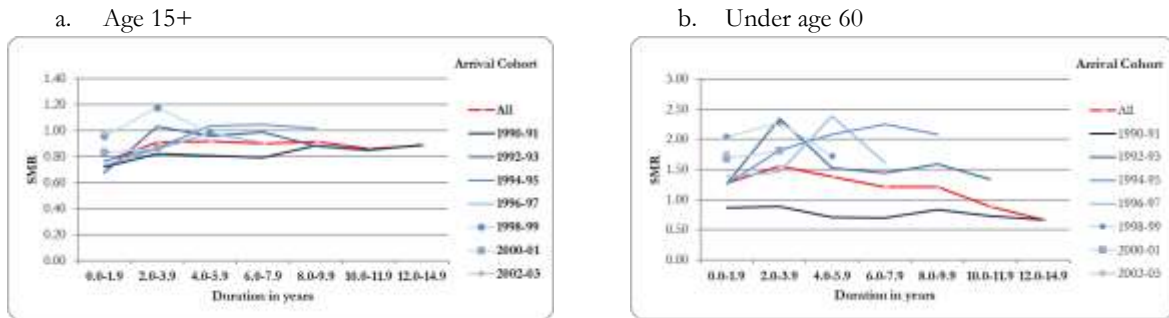 a. Age 15+
Arrival Cohort
SMR
1.40
1.20
1.00
0.80
0.60
0.40
0.20
0.00
0.0-1.9 2.0-3.9 4.0-5.9 6.0-7.9 8.0-9.9 10.0-11.9 12.0-14.9
Duration in years
All
1990-91
1992-93
1994-95
1996-97
1998-99
2000-01
2002-03
b. Under age 60
Arrival Cohort
SMR
3.00
2.50
2.00
1.50
1.00
0.50
0.00
0.0-1.9 2.0-3.9 4.0-5.9 6.0-7.9 8.0-9.9 10.0-11.9 12.0-14.9
Duration in years
All
1990-91
1992-93
1994-95
1996-97
1998-99
2000-01
2002-03